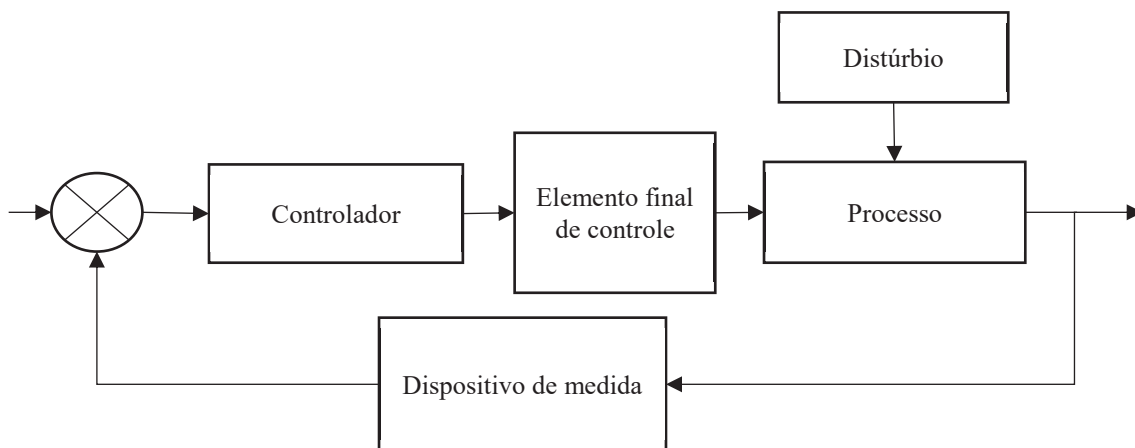 Distúrbio
Controlador
Elemento final
de controle
Processo
Dispositivo de medida